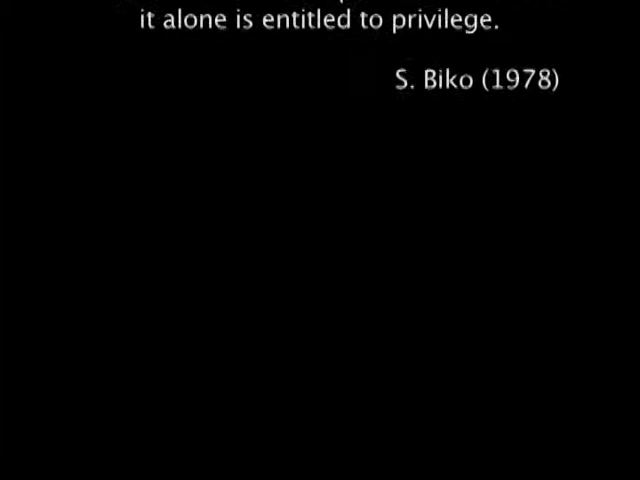 it alone is entitled to privilege.
S. Biko (1978)